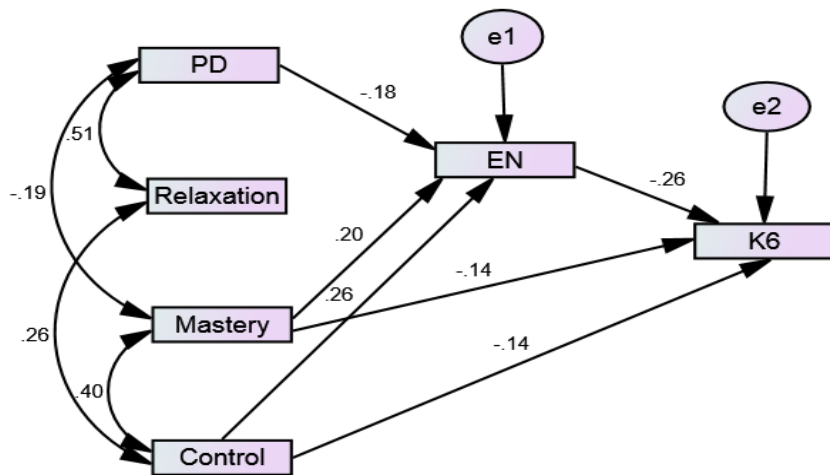 e1
PD
-.18
e2
.51
EN
-.26
-.19
Relaxation
.20
K6
-.14
.26
Mastery
.26
-.14
.40
Control